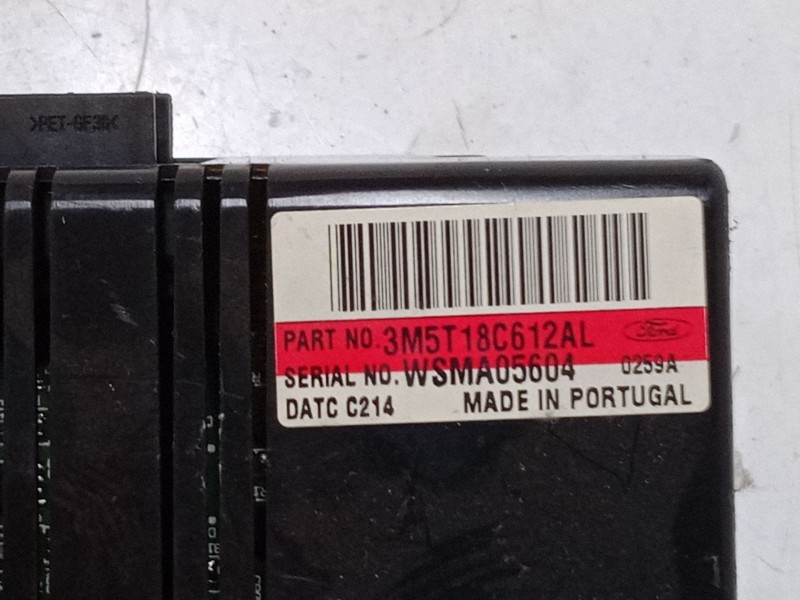 >PET-GF30<
PART NO. 3M5T18C612AL Ford
SERIAL NO. WSMA05604 0259A
DATC C214 MADE IN PORTUGAL